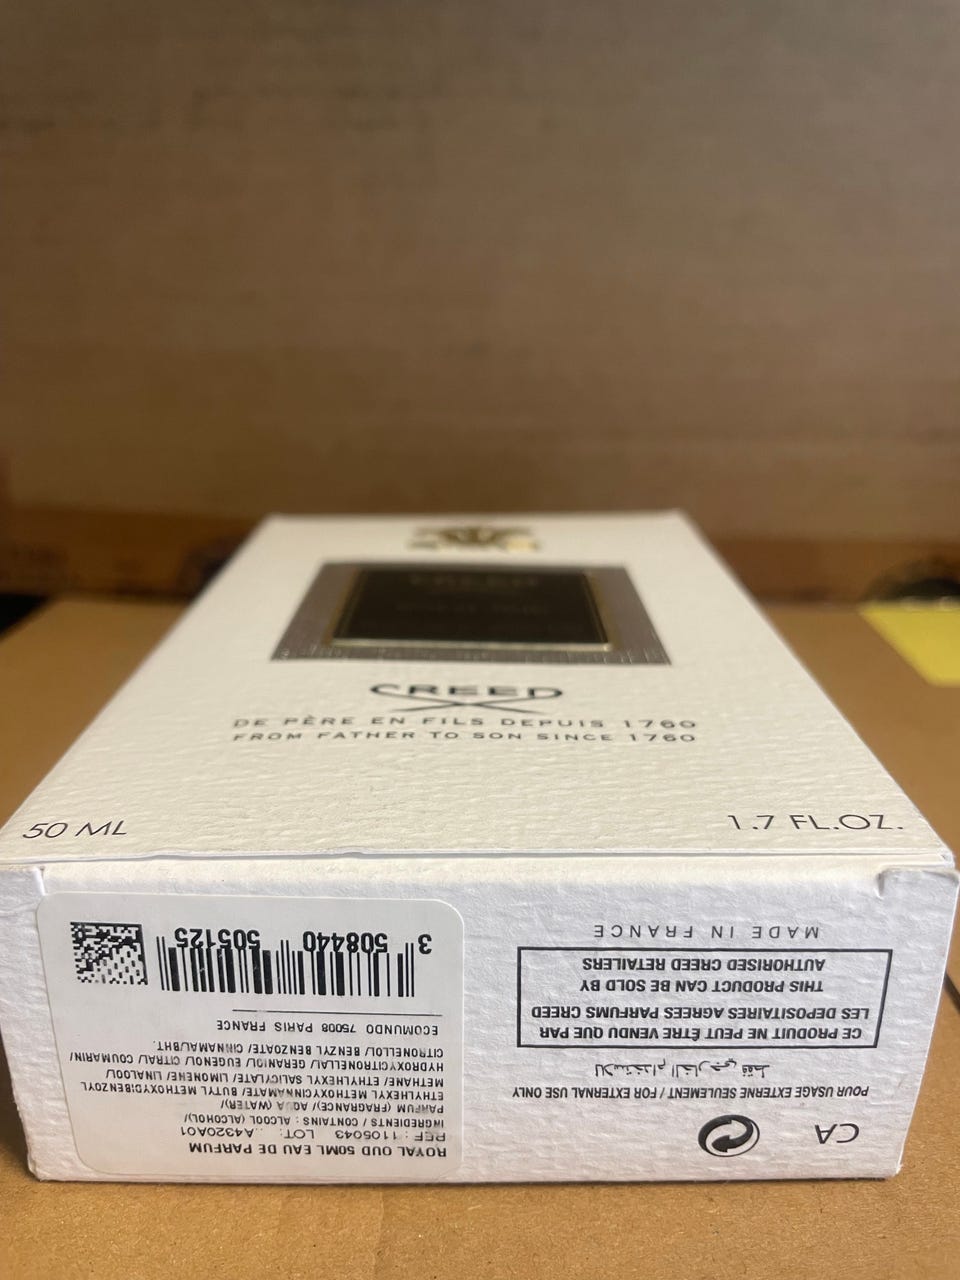 CREED
DE PÈRE EN FILS DEPUIS 1760
FROM FATHER TO SON SINCE 1760
50 ML
1.7 FL.OZ.
ROYAL OUD 50ML EAU DE PARFUM
REF : 1105043 LOT: A4320A01
INGREDIENTS / CONTAINS : ALCOHOL (ALCOHOL)/
PARFUM (FRAGRANCE)/ AQUA (WATER)/
ETHYLHEXYL METHOXYCINNAMATE/ BUTYL METHOXYDIBENZOYL
METHANE/ ETHYLHEXYL SALICYLATE/ LIMONENE/ LINALOOL/
HYDROXYCITRONELLAL/ GERANIOL/ EUGENOL/ CITRAL/ COUMARIN/
CITRONELLOL/ BENZYL BENZOATE/ CINNAMAL/BHT.
ECOMUNDO 75008 PARIS FRANCE
3 508440 505125
CA
POUR USAGE EXTERNE SEULEMENT / FOR EXTERNAL USE ONLY
للاستخدام الخارجي فقط
CE PRODUIT NE PEUT ÊTRE VENDU QUE PAR
LES DEPOSITAIRES AGREES PARFUMS CREED
THIS PRODUCT CAN BE SOLD BY
AUTHORISED CREED RETAILERS
MADE IN FRANCE